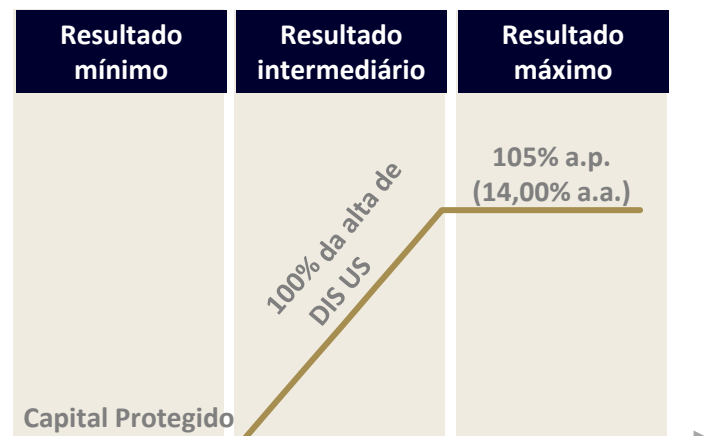 Resultado
mínimo
Resultado
intermediário
Resultado
máximo
105% a.p.
(14,00% a.a.)
100% da alta de
DIS US
Capital Protegido